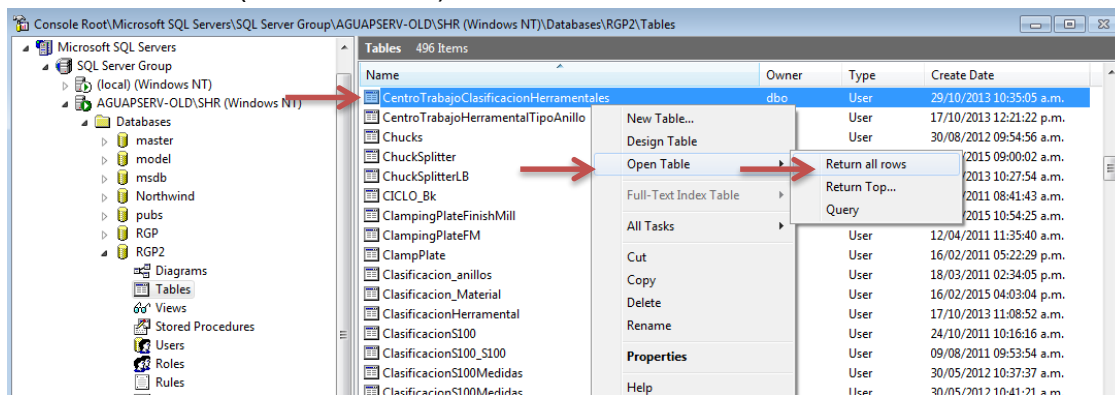 Console Root\Microsoft SQL Servers\SQL Server Group\AGUAPSERV-OLD\SHR (Windows NT)\Databases\RGP2\Tables
Microsoft SQL Servers
SQL Server Group
(local) (Windows NT)
AGUAPSERV-OLD\SHR (Windows NT)
Databases
master
model
msdb
Northwind
pubs
RGP
RGP2
Diagrams
Tables
Views
Stored Procedures
Users
Roles
Rules
Tables 496 Items
Name Owner Type Create Date
CentroTrabajoClasificacionHerramentales dbo User 29/10/2013 10:35:05 a.m.
CentroTrabajoHerramentalTipoAnillo User 17/10/2013 12:21:22 p.m.
Chucks User 30/08/2012 09:54:56 a.m.
ChuckSplitter /2015 09:00:02 a.m.
ChuckSplitterLB /2013 10:27:54 a.m.
CICLO_Bk /2011 08:41:43 a.m.
ClampingPlateFinishMill /2015 10:54:25 a.m.
ClampingPlateFM User 12/04/2011 11:35:40 a.m.
ClampPlate User 16/02/2011 05:22:29 p.m.
Clasificacion_anillos User 18/03/2011 02:34:05 p.m.
Clasificacion_Material User 16/02/2015 04:03:04 p.m.
ClasificacionHerramental User 17/10/2013 11:08:52 a.m.
ClasificacionS100 User 24/10/2011 10:16:16 a.m.
ClasificacionS100_S100 User 09/08/2011 09:53:54 a.m.
ClasificacionS100Medidas User 30/05/2012 10:37:37 a.m.
ClasificacionS100Medidas User 30/05/2012 10:41:21 a.m.
New Table...
Design Table
Open Table
Full-Text Index Table
All Tasks
Cut
Copy
Delete
Rename
Properties
Help
Return all rows
Return Top...
Query